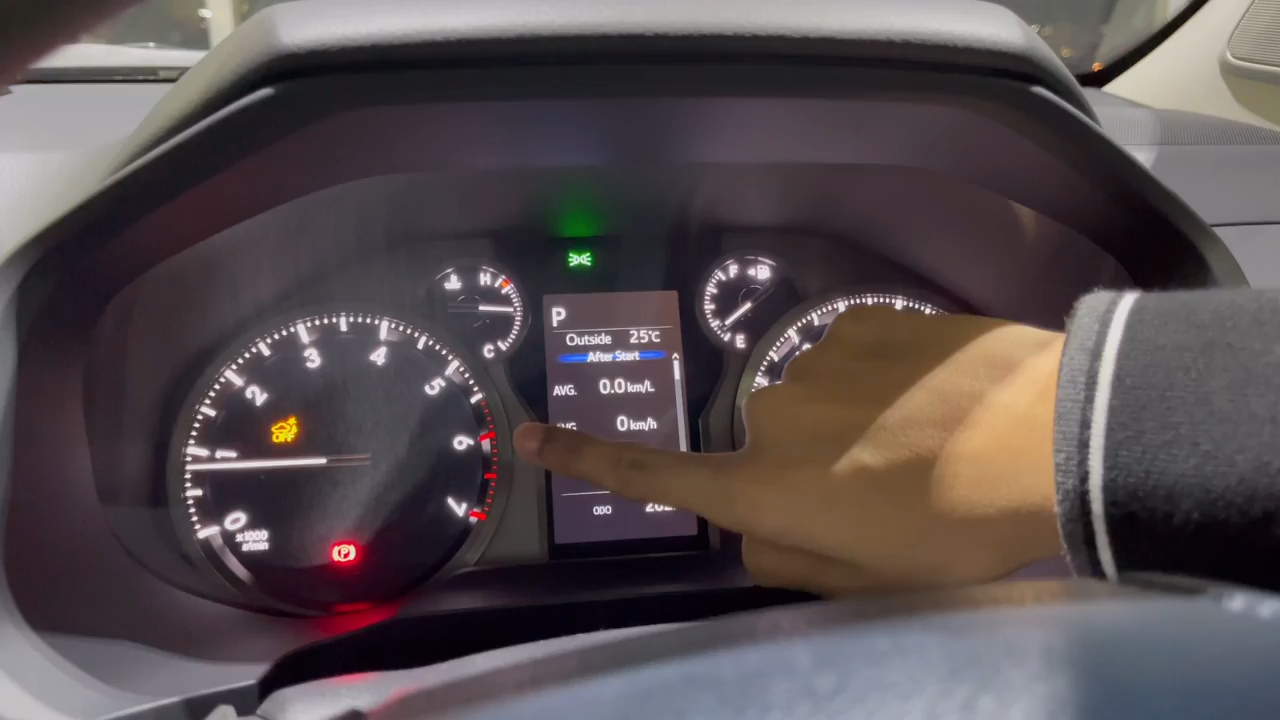 H
C
F
E
P
Outside 25°C
After Start
AVG. 0.0 km/L
AVG. 0 km/h
ODO
0
1
2
3
4
5
6
7
x1000
r/min
OFF
(P)